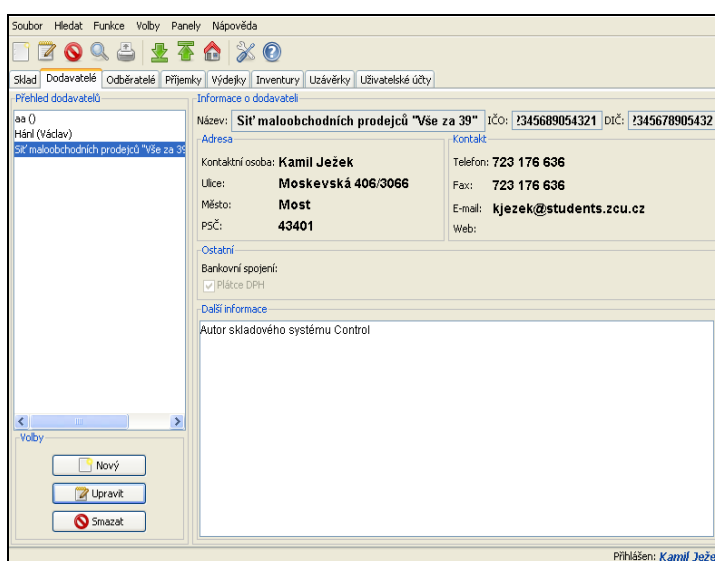 Soubor Hledat Funkce Volby Panely Nápověda
Sklad Dodavatelé Odběratelé Příjemky Výdejky Inventury Uzávěrky Uživatelské účty
Přehled dodavatelů
aa ()
Hánl (Václav)
Síť maloobchodních prodejců "Vše za 39
Volby
Nový
Upravit
Smazat
Informace o dodavateli
Název: Síť maloobchodních prodejců "Vše za 39" IČO: 2345689054321 DIČ: 2345678905432
Adresa
Kontaktní osoba: Kamil Ježek
Ulice: Moskevská 406/3066
Město: Most
PSČ: 43401
Kontakt
Telefon: 723 176 636
Fax: 723 176 636
E-mail: kjezek@students.zcu.cz
Web:
Ostatní
Bankovní spojení:
Plátce DPH
Další informace
Autor skladového systému Control
Přihlášen: Kamil Ježe